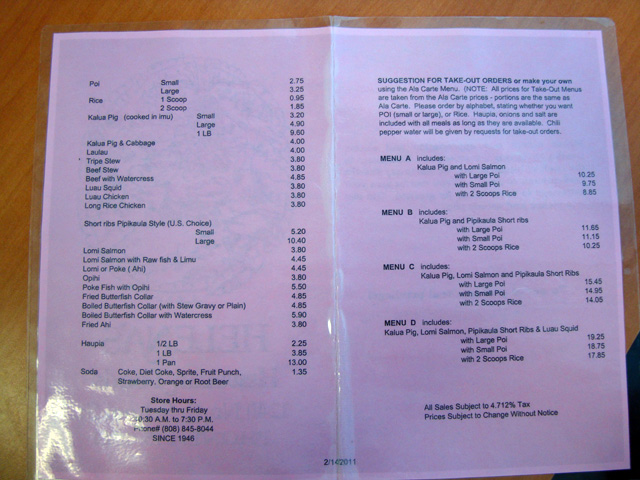 Poi Small 2.75
Large 3.25
Rice 1 Scoop 0.95
2 Scoop 1.85
Kalua Pig (cooked in imu) Small 3.20
Large 4.90
1 LB 9.60
Kalua Pig & Cabbage 4.00
Laulau 4.00
Tripe Stew 3.80
Beef Stew 3.80
Beef with Watercress 4.85
Luau Squid 3.80
Luau Chicken 3.80
Long Rice Chicken 3.80
Short ribs Pipikaula Style (U.S. Choice)
Small 5.20
Large 10.40
Lomi Salmon 3.80
Lomi Salmon with Raw fish & Limu 4.45
Lomi or Poke ( Ahi) 4.45
Opihi 3.80
Poke Fish with Opihi 5.50
Fried Butterfish Collar 4.85
Boiled Butterfish Collar (with Stew Gravy or Plain) 4.85
Boiled Butterfish Collar with Watercress 5.90
Fried Ahi 3.80
Haupia 1/2 LB 2.25
1 LB 3.85
1 Pan 13.00
Soda Coke, Diet Coke, Sprite, Fruit Punch, 1.35
Strawberry, Orange or Root Beer
Store Hours:
Tuesday thru Friday
0:30 A.M. to 7:30 P.M.
Phone# (808) 845-8044
SINCE 1946
SUGGESTION FOR TAKE-OUT ORDERS or make your own
using the Ala Carte Menu. (NOTE: All prices for Take-Out Menus
are taken from the Ala Carte prices - portions are the same as
Ala Carte. Please order by alphabet, stating whether you want
POI (small or large), or Rice. Haupia, onions and salt are
included with all meals as long as they are available. Chili
pepper water will be given by requests for take-out orders.
MENU A includes:
Kalua Pig and Lomi Salmon
with Large Poi 10.25
with Small Poi 9.75
with 2 Scoops Rice 8.85
MENU B includes:
Kalua Pig and Pipikaula Short ribs
with Large Poi 11.65
with Small Poi 11.15
with 2 Scoops Rice 10.25
MENU C includes:
Kalua Pig, Lomi Salmon and Pipikaula Short Ribs
with Large Poi 15.45
with Small Poi 14.95
with 2 Scoops Rice 14.05
MENU D includes:
Kalua Pig, Lomi Salmon, Pipikaula Short Ribs & Luau Squid
with Large Poi 19.25
with Small Poi 18.75
with 2 Scoops Rice 17.85
All Sales Subject to 4.712% Tax
Prices Subject to Change Without Notice
2/14/2011